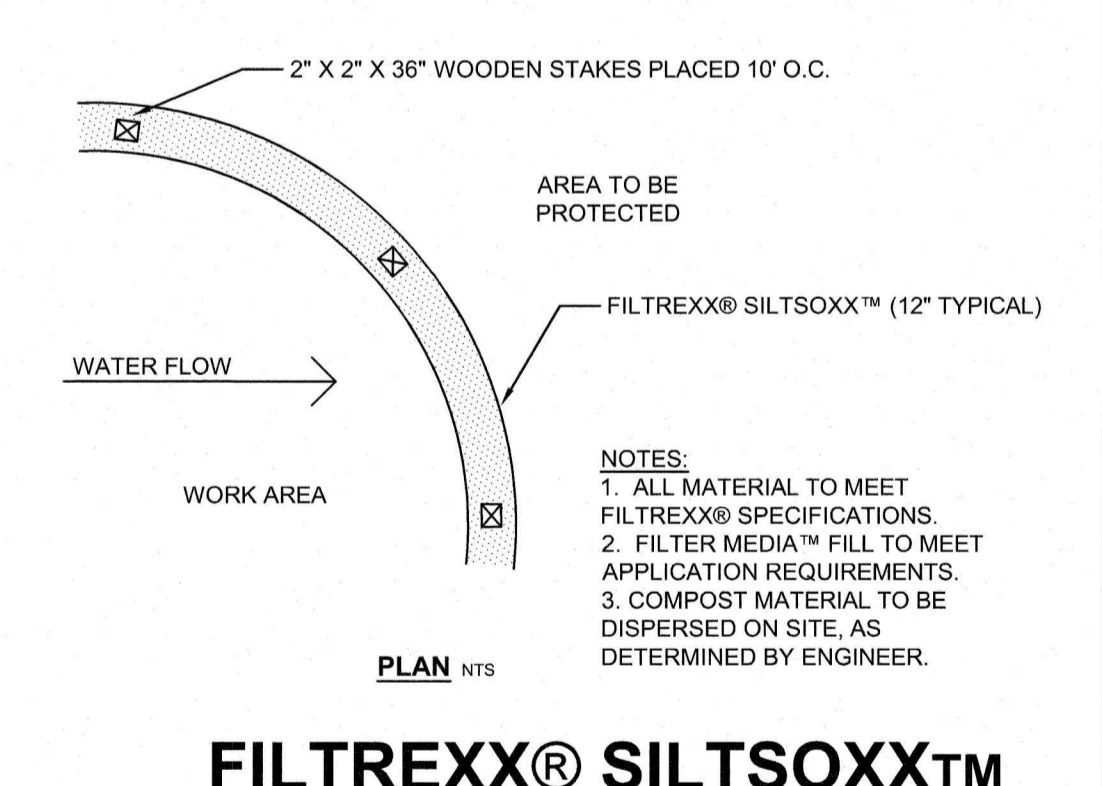 2" X 2" X 36" WOODEN STAKES PLACED 10' O.C.
AREA TO BE
PROTECTED
FILTREXX® SILTSOXX™ (12" TYPICAL)
WATER FLOW
WORK AREA
NOTES:
1. ALL MATERIAL TO MEET
FILTREXX® SPECIFICATIONS.
2. FILTER MEDIA™ FILL TO MEET
APPLICATION REQUIREMENTS.
3. COMPOST MATERIAL TO BE
DISPERSED ON SITE, AS
DETERMINED BY ENGINEER.
PLAN NTS
FILTREXX® SILTSOXX™